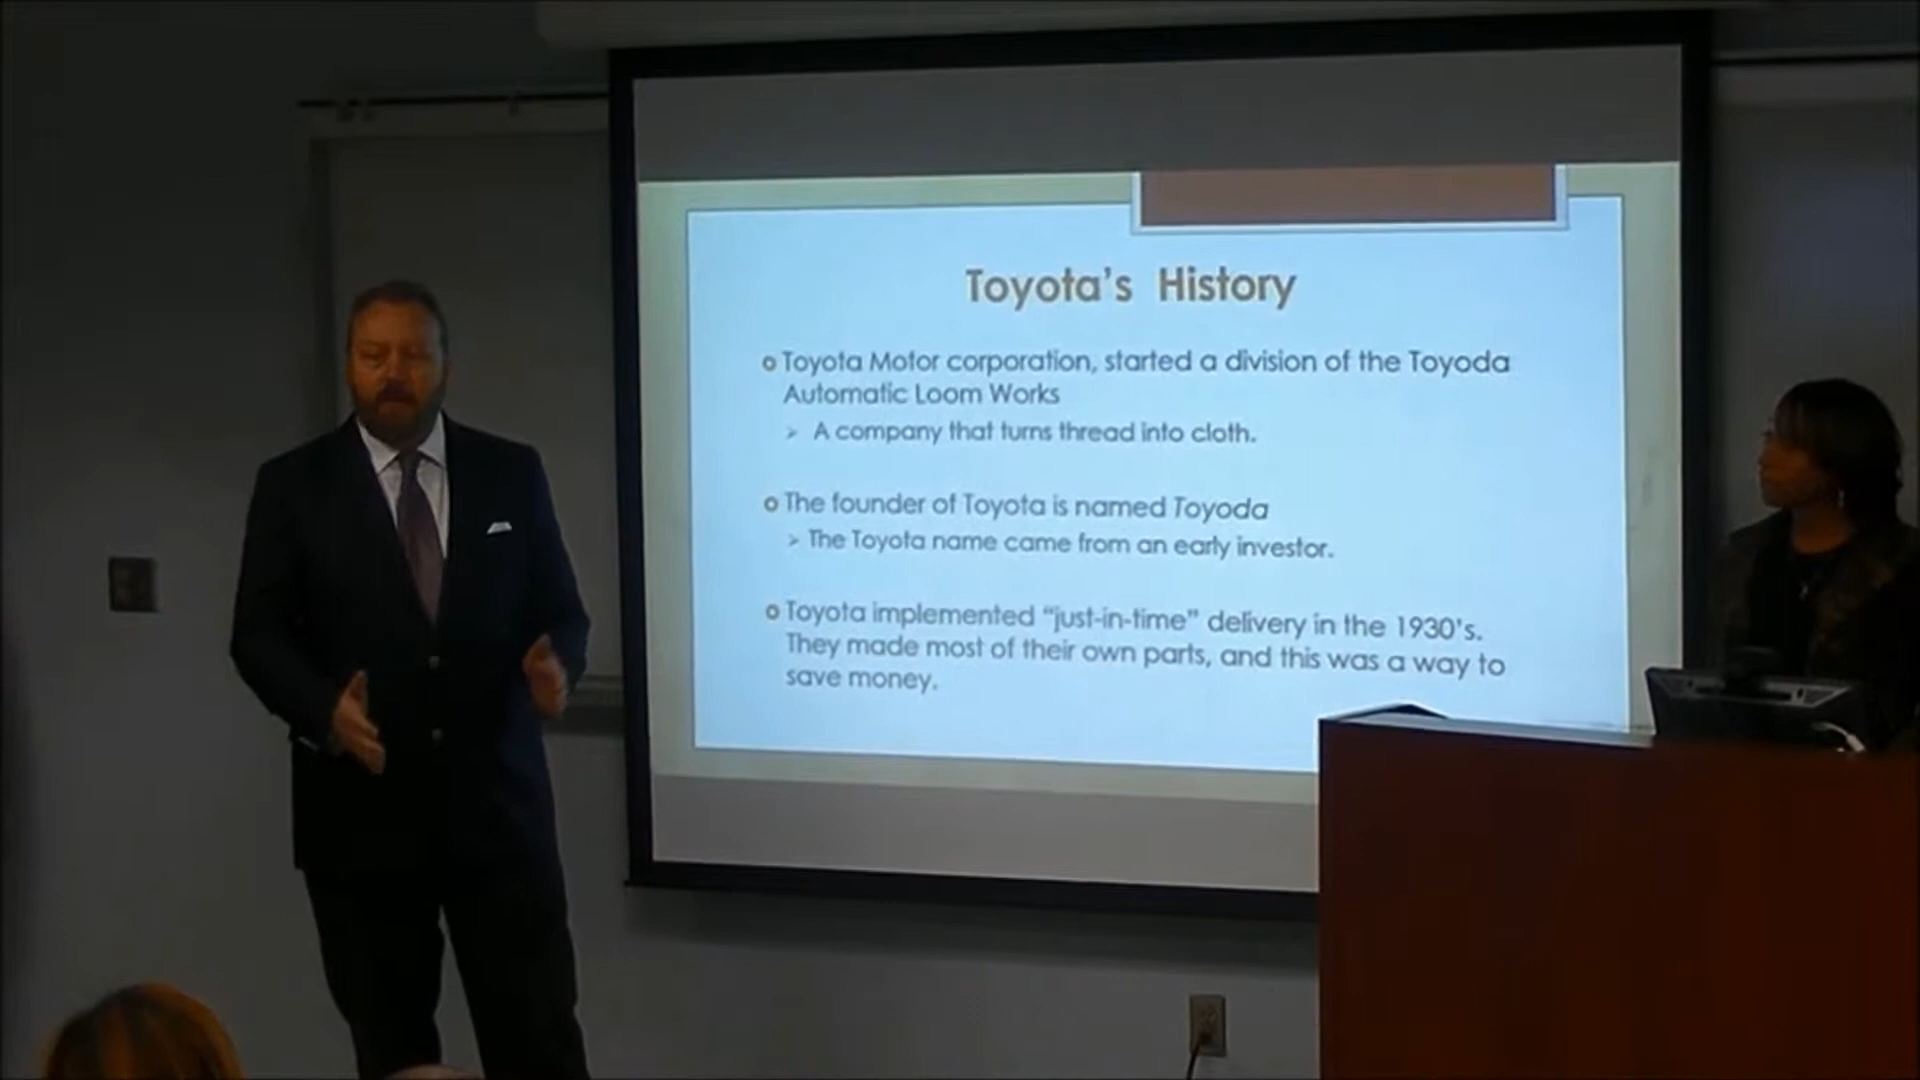 Toyota's History
Toyota Motor corporation, started a division of the Toyoda
Automatic Loom Works
A company that turns thread into cloth.
The founder of Toyota is named Toyoda
The Toyota name came from an early investor.
Toyota implemented “just-in-time” delivery in the 1930's.
They made most of their own parts, and this was a way to
save money.